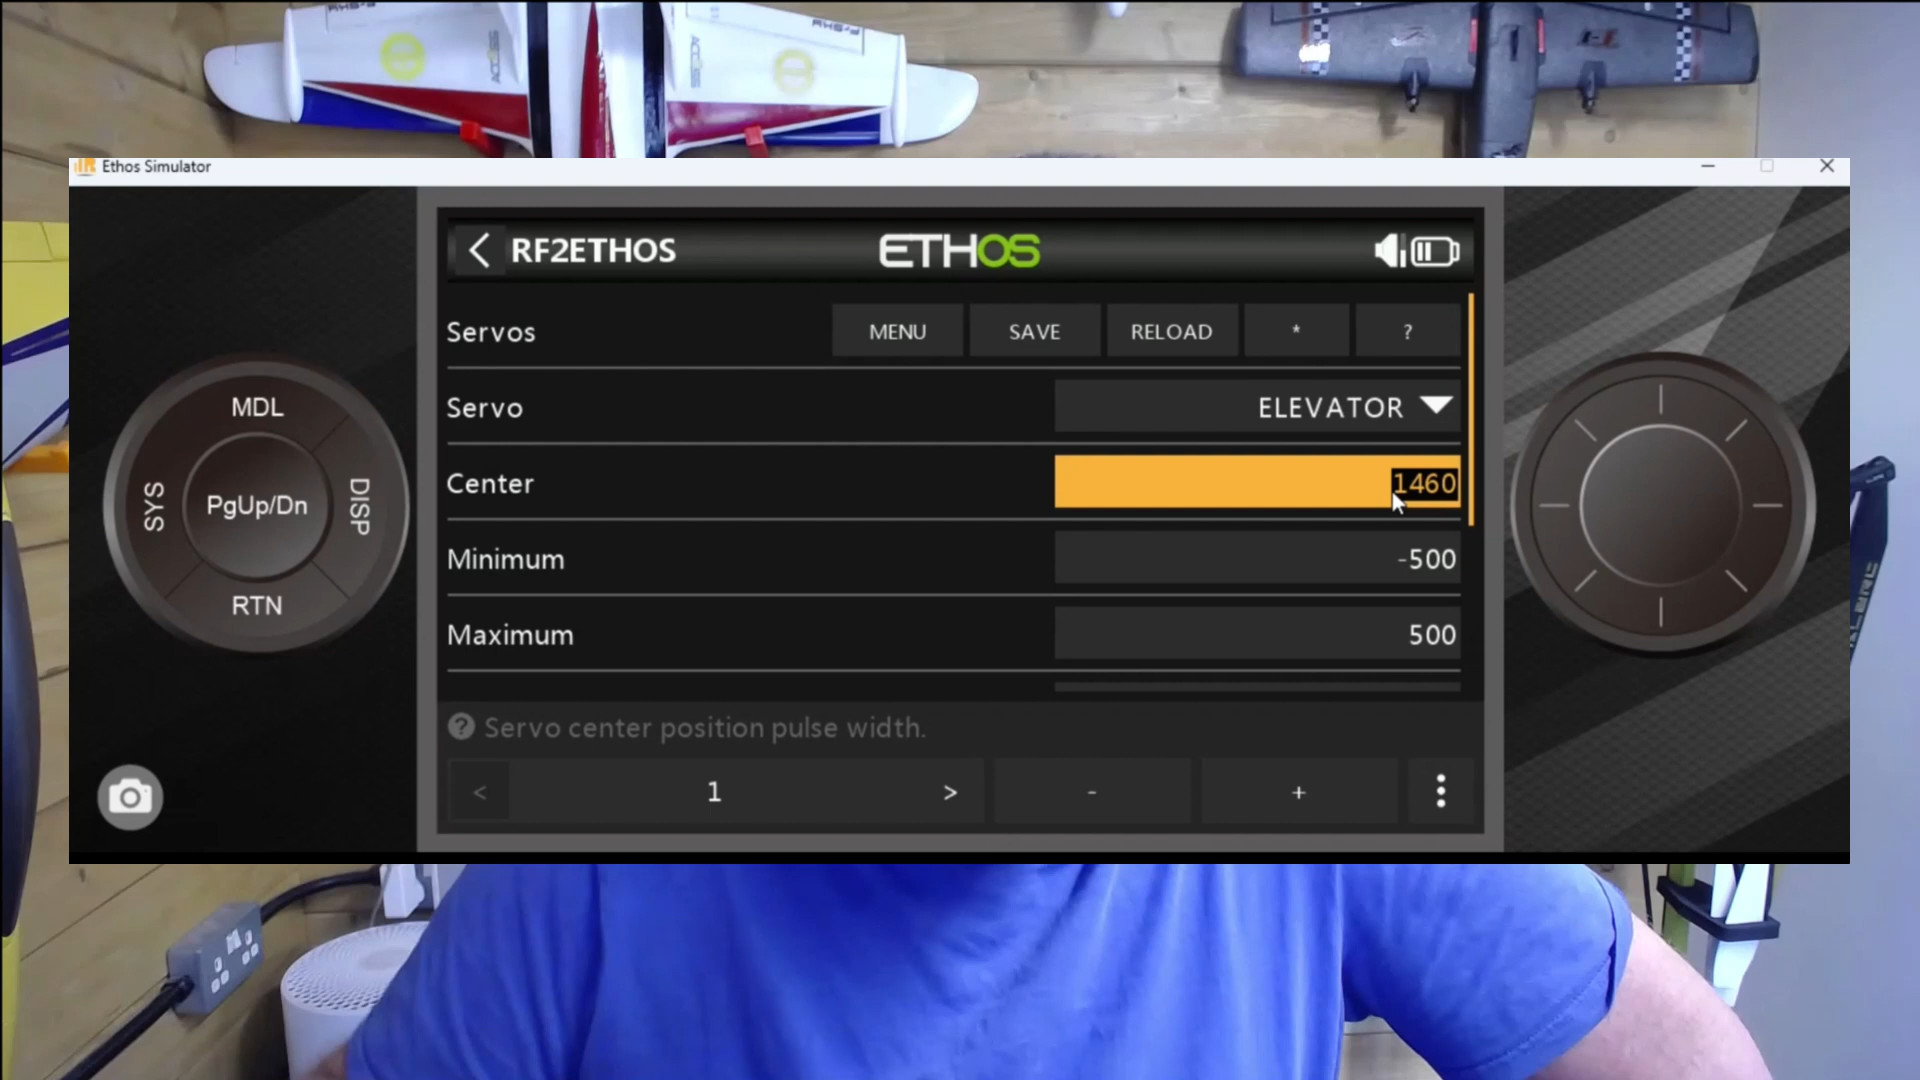 Ethos Simulator
RF2ETHOS
ETHOS
Servos
MENU
SAVE
RELOAD
*
?
Servo
ELEVATOR
Center
1460
Minimum
-500
Maximum
500
Servo center position pulse width.
<
1
>
-
+
MDL
SYS
PgUp/Dn
DISP
RTN